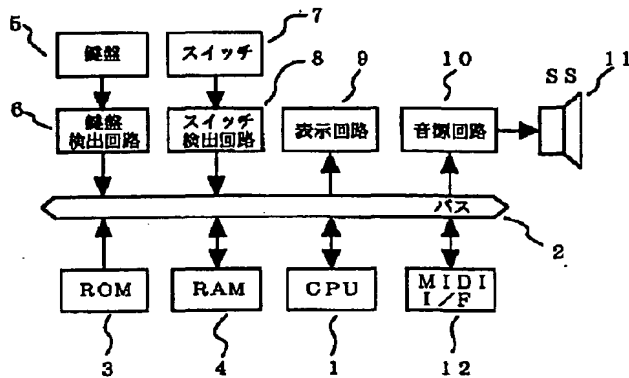 5
鍵盤
7
スイッチ
6
鍵盤
検出回路
8
スイッチ
検出回路
9
表示回路
10
音源回路
SS
11
バス
2
ROM
3
RAM
4
CPU
1
MIDI
I/F
12